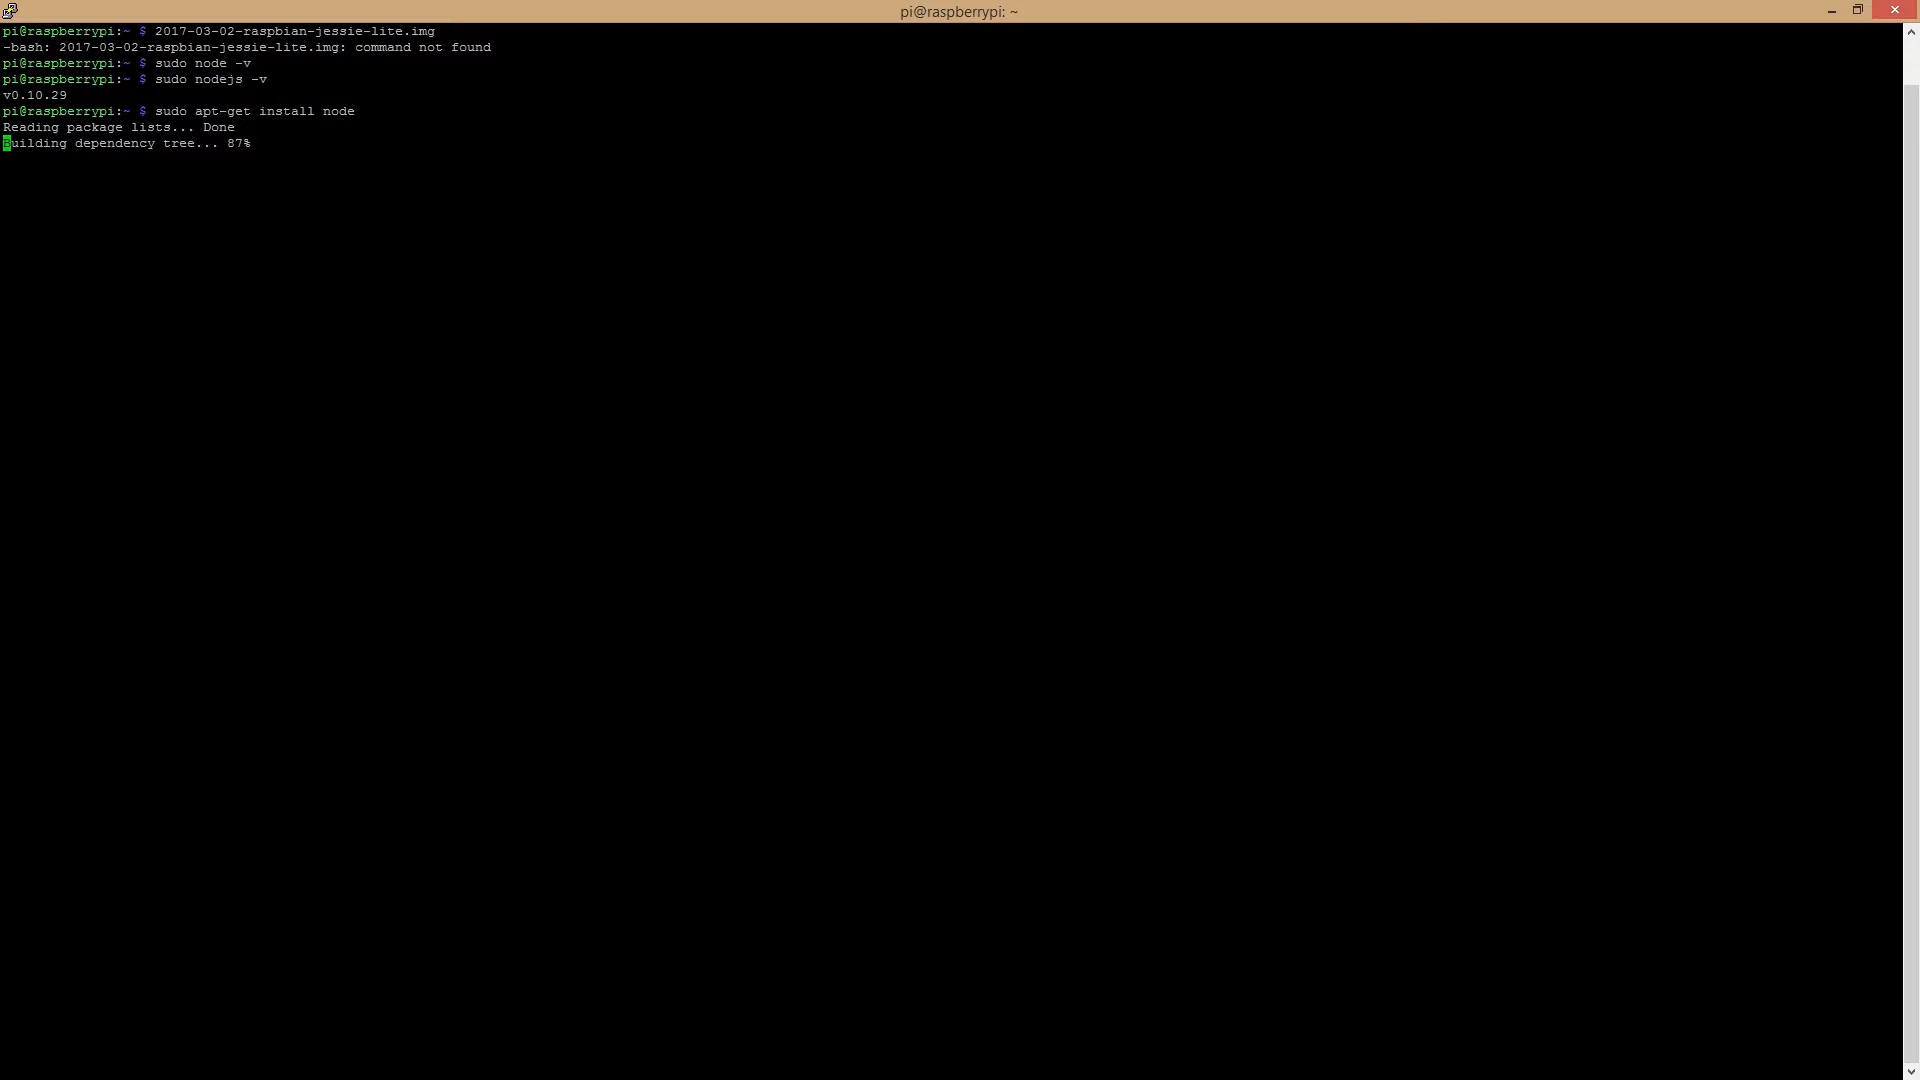 pi@raspberrypi: ~
pi@raspberrypi:~ $ 2017-03-02-raspbian-jessie-lite.img
-bash: 2017-03-02-raspbian-jessie-lite.img: command not found
pi@raspberrypi:~ $ sudo node -v
pi@raspberrypi:~ $ sudo nodejs -v
v0.10.29
pi@raspberrypi:~ $ sudo apt-get install node
Reading package lists... Done
Building dependency tree... 87%